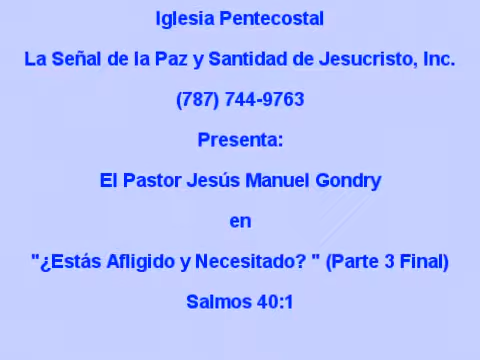 Iglesia Pentecostal
La Señal de la Paz y Santidad de Jesucristo, Inc.
(787) 744-9763
Presenta:
El Pastor Jesús Manuel Gondry
en
"¿Estás Afligido y Necesitado? " (Parte 3 Final)
Salmos 40:1